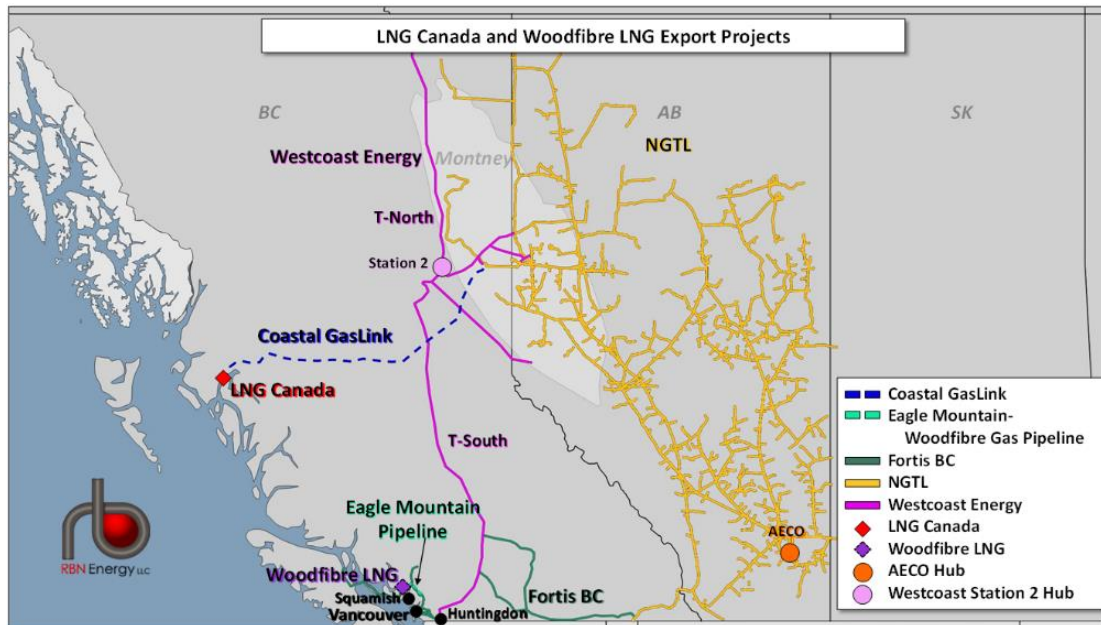 LNG Canada and Woodfibre LNG Export Projects
BC
AB
SK
Westcoast Energy
Montney
NGTL
T-North
Station 2
Coastal GasLink
LNG Canada
T-South
Eagle Mountain
Pipeline
Woodfibre LNG
Squamish
Vancouver
Huntingdon
Fortis BC
AECO
RBN Energy LLC
Coastal GasLink
Eagle Mountain-
Woodfibre Gas Pipeline
Fortis BC
NGTL
Westcoast Energy
LNG Canada
Woodfibre LNG
AECO Hub
Westcoast Station 2 Hub